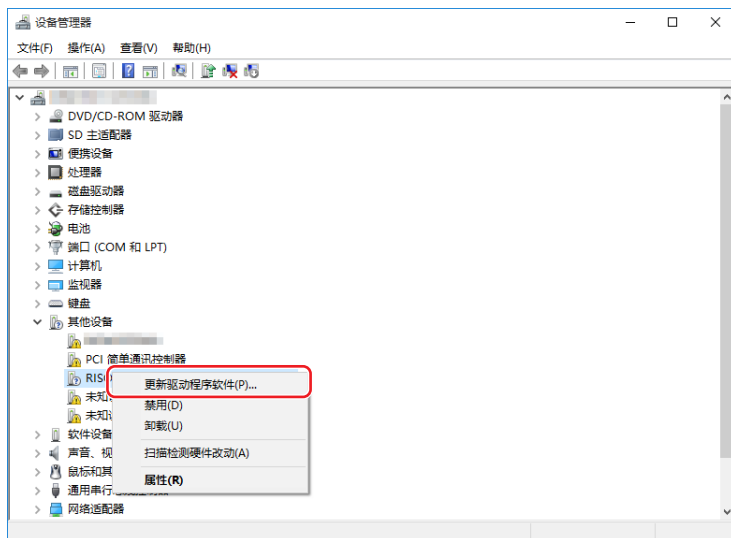 设备管理器
文件(F) 操作(A) 查看(V) 帮助(H)
DVD/CD-ROM 驱动器
SD 主适配器
便携设备
处理器
磁盘驱动器
存储控制器
电池
端口 (COM 和 LPT)
计算机
监视器
键盘
其他设备
PCI 简单通讯控制器
更新驱动程序软件(P)...
禁用(D)
卸载(U)
扫描检测硬件改动(A)
属性(R)
未知
未知
软件设备
声音、视
鼠标和其
通用串行
网络适配器